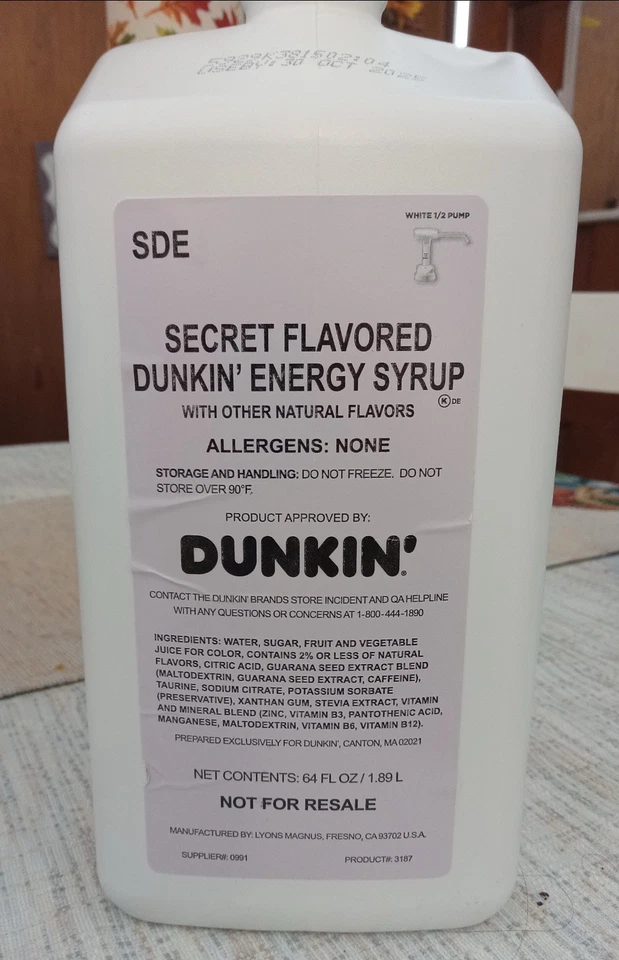 USEBY: 30 OCT 2025
WHITE 1/2 PUMP
SDE
SECRET FLAVORED
DUNKIN' ENERGY SYRUP
K DE
WITH OTHER NATURAL FLAVORS
ALLERGENS: NONE
STORAGE AND HANDLING: DO NOT FREEZE. DO NOT
STORE OVER 90°F.
PRODUCT APPROVED BY:
DUNKIN'®
CONTACT THE DUNKIN' BRANDS STORE INCIDENT AND QA HELPLINE
WITH ANY QUESTIONS OR CONCERNS AT 1-800-444-1890
INGREDIENTS: WATER, SUGAR, FRUIT AND VEGETABLE
JUICE FOR COLOR, CONTAINS 2% OR LESS OF NATURAL
FLAVORS, CITRIC ACID, GUARANA SEED EXTRACT BLEND
(MALTODEXTRIN, GUARANA SEED EXTRACT, CAFFEINE),
TAURINE, SODIUM CITRATE, POTASSIUM SORBATE
(PRESERVATIVE), XANTHAN GUM, STEVIA EXTRACT, VITAMIN
AND MINERAL BLEND (ZINC, VITAMIN B3, PANTOTHENIC ACID,
MANGANESE, MALTODEXTRIN, VITAMIN B6, VITAMIN B12).
PREPARED EXCLUSIVELY FOR DUNKIN', CANTON, MA 02021
NET CONTENTS: 64 FL OZ / 1.89 L
NOT FOR RESALE
MANUFACTURED BY: LYONS MAGNUS, FRESNO, CA 93702 U.S.A.
SUPPLIER#: 0991
PRODUCT#: 3187